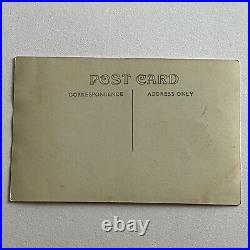 POST CARD
CORRESPONDENCE ADDRESS ONLY